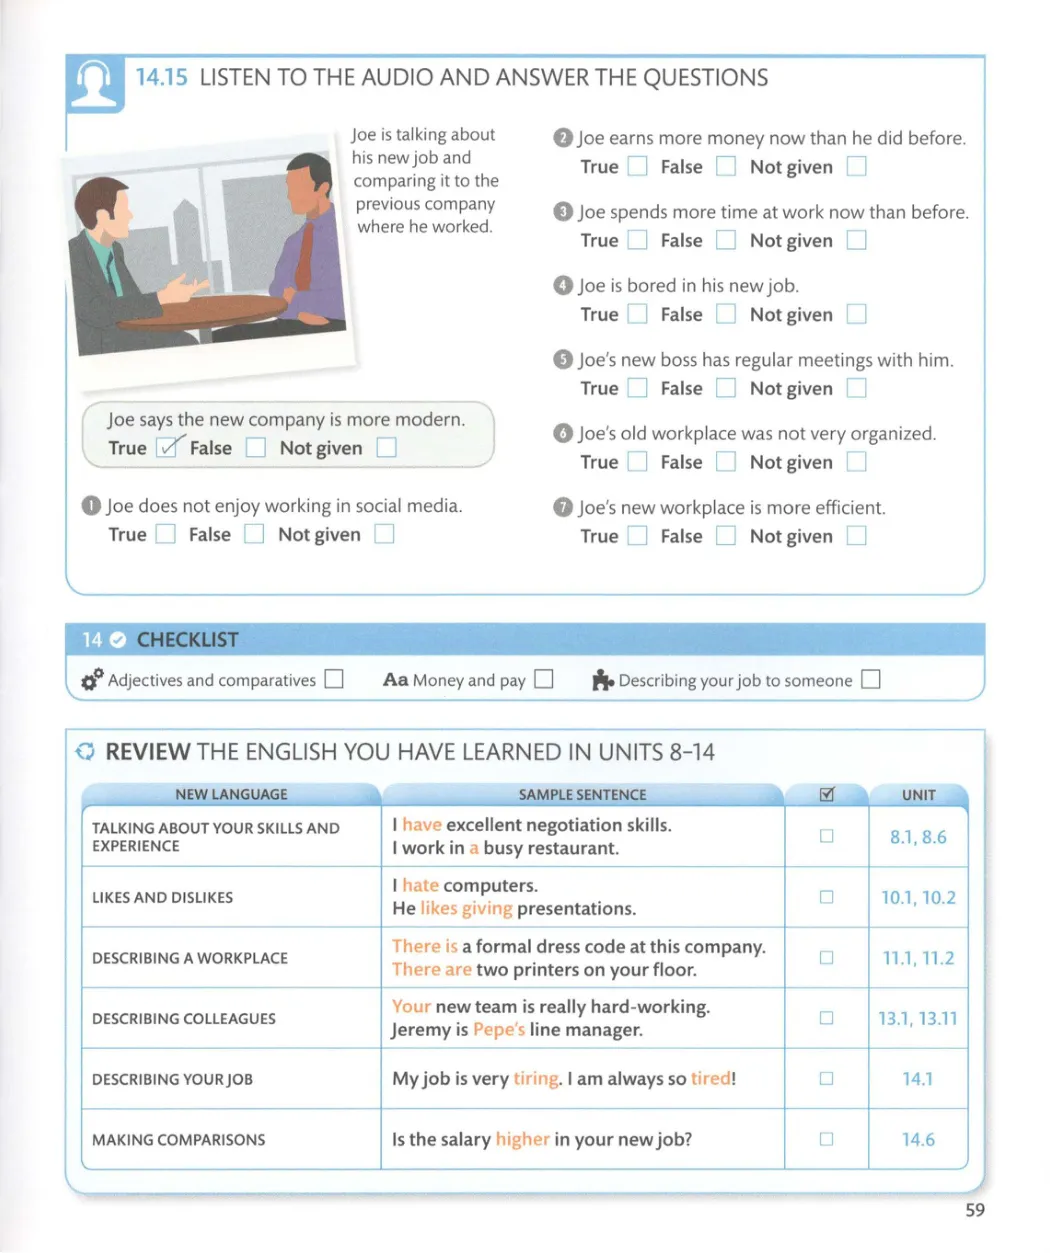 14.15 LISTEN TO THE AUDIO AND ANSWER THE QUESTIONS
Joe is talking about
his new job and
comparing it to the
previous company
where he worked.
Joe says the new company is more modern.
True False Not given
1 Joe does not enjoy working in social media.
True False Not given
2 Joe earns more money now than he did before.
True False Not given
3 Joe spends more time at work now than before.
True False Not given
4 Joe is bored in his new job.
True False Not given
5 Joe's new boss has regular meetings with him.
True False Not given
6 Joe's old workplace was not very organized.
True False Not given
7 Joe's new workplace is more efficient.
True False Not given
14 CHECKLIST
Adjectives and comparatives Aa Money and pay Describing your job to someone
REVIEW THE ENGLISH YOU HAVE LEARNED IN UNITS 8–14
NEW LANGUAGE SAMPLE SENTENCE UNIT
TALKING ABOUT YOUR SKILLS AND
EXPERIENCE
I have excellent negotiation skills.
I work in a busy restaurant.
8.1, 8.6
LIKES AND DISLIKES
I hate computers.
He likes giving presentations.
10.1, 10.2
DESCRIBING A WORKPLACE
There is a formal dress code at this company.
There are two printers on your floor.
11.1, 11.2
DESCRIBING COLLEAGUES
Your new team is really hard-working.
Jeremy is Pepe's line manager.
13.1, 13.11
DESCRIBING YOUR JOB
My job is very tiring. I am always so tired!
14.1
MAKING COMPARISONS
Is the salary higher in your new job?
14.6
59